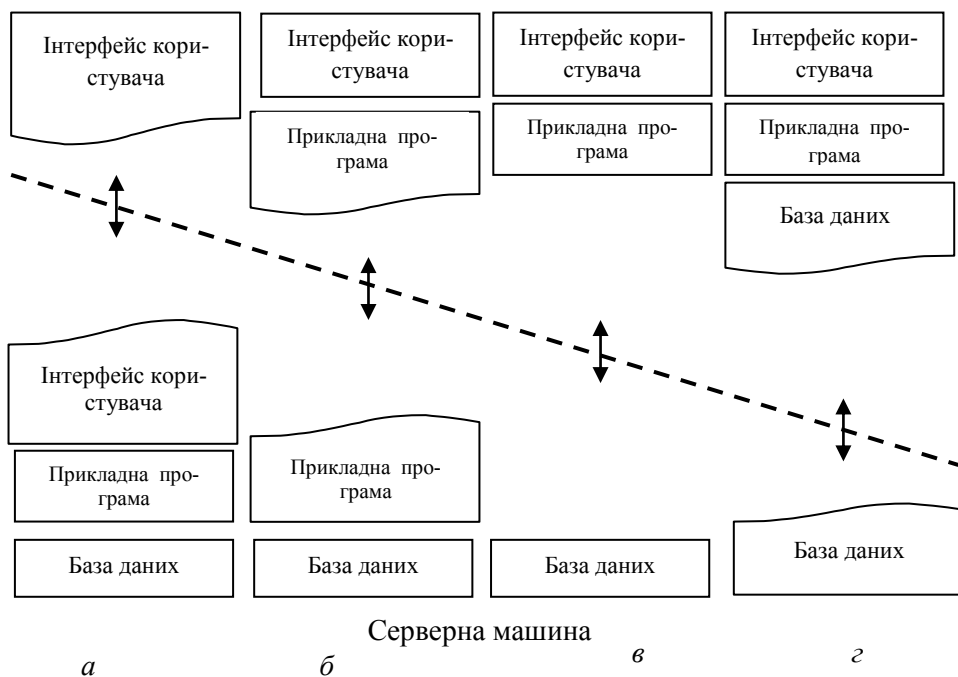 Інтерфейс кори-
стувача
Інтерфейс кори-
стувача
Інтерфейс кори-
стувача
Інтерфейс кори-
стувача
Прикладна про-
грама
Прикладна про-
грама
Прикладна про-
грама
База даних
Інтерфейс кори-
стувача
Прикладна про-
грама
Прикладна про-
грама
База даних
База даних
База даних
База даних
Серверна машина
а
б
в
г